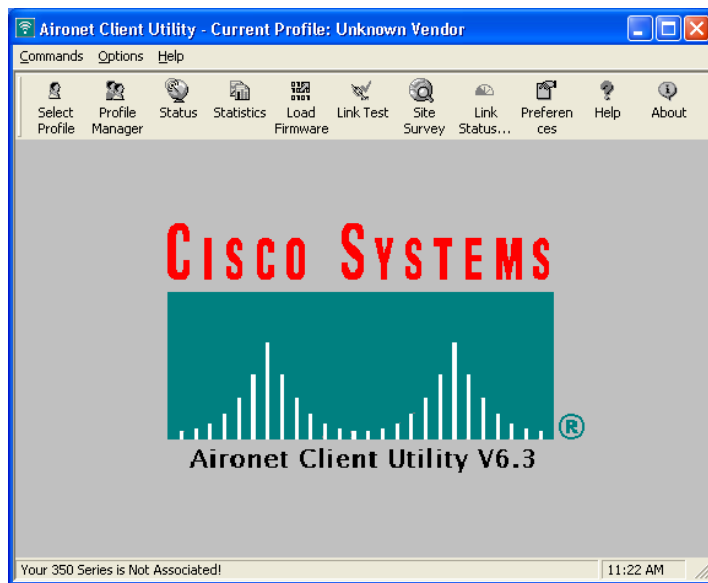 Aironet Client Utility - Current Profile: Unknown Vendor
Commands Options Help
Select Profile
Profile Manager
Status
Statistics
Load Firmware
Link Test
Site Survey
Link Status...
Preferen ces
Help
About
CISCO SYSTEMS
®
Aironet Client Utility V6.3
Your 350 Series is Not Associated!
11:22 AM